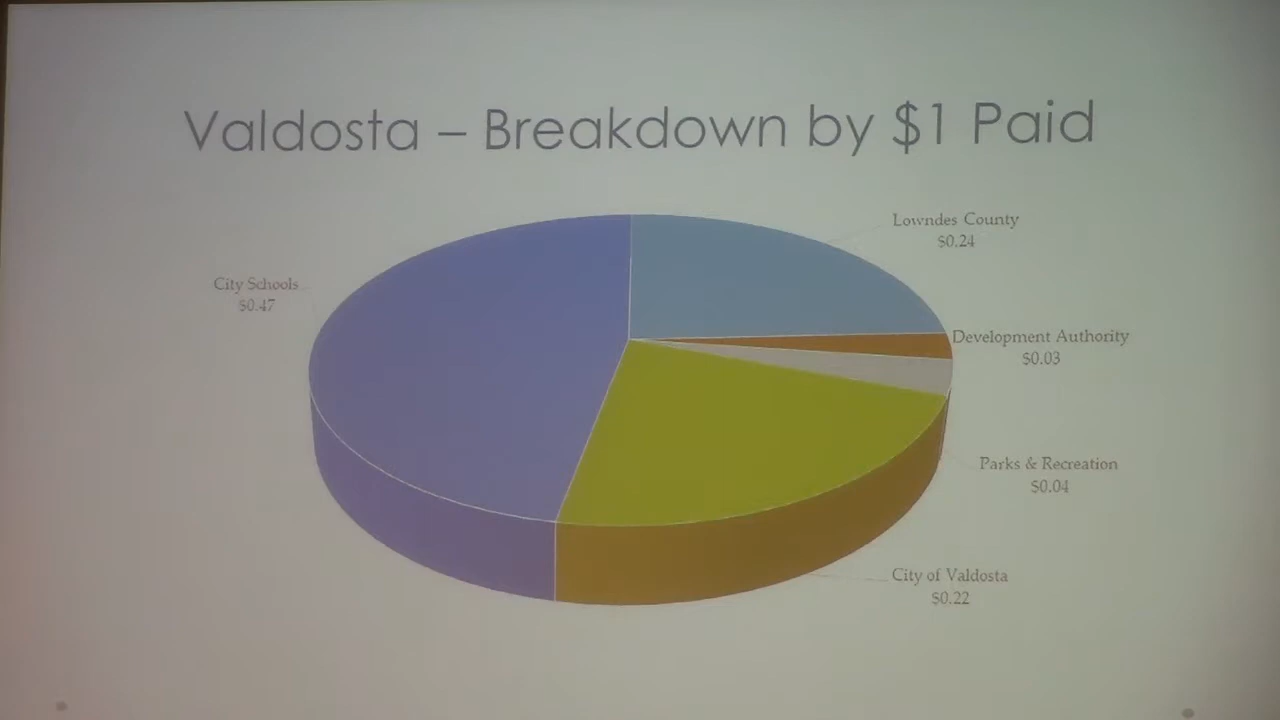 Valdosta – Breakdown by $1 Paid
Lowndes County
$0.24
City Schools
$0.47
Development Authority
$0.03
Parks & Recreation
$0.04
City of Valdosta
$0.22